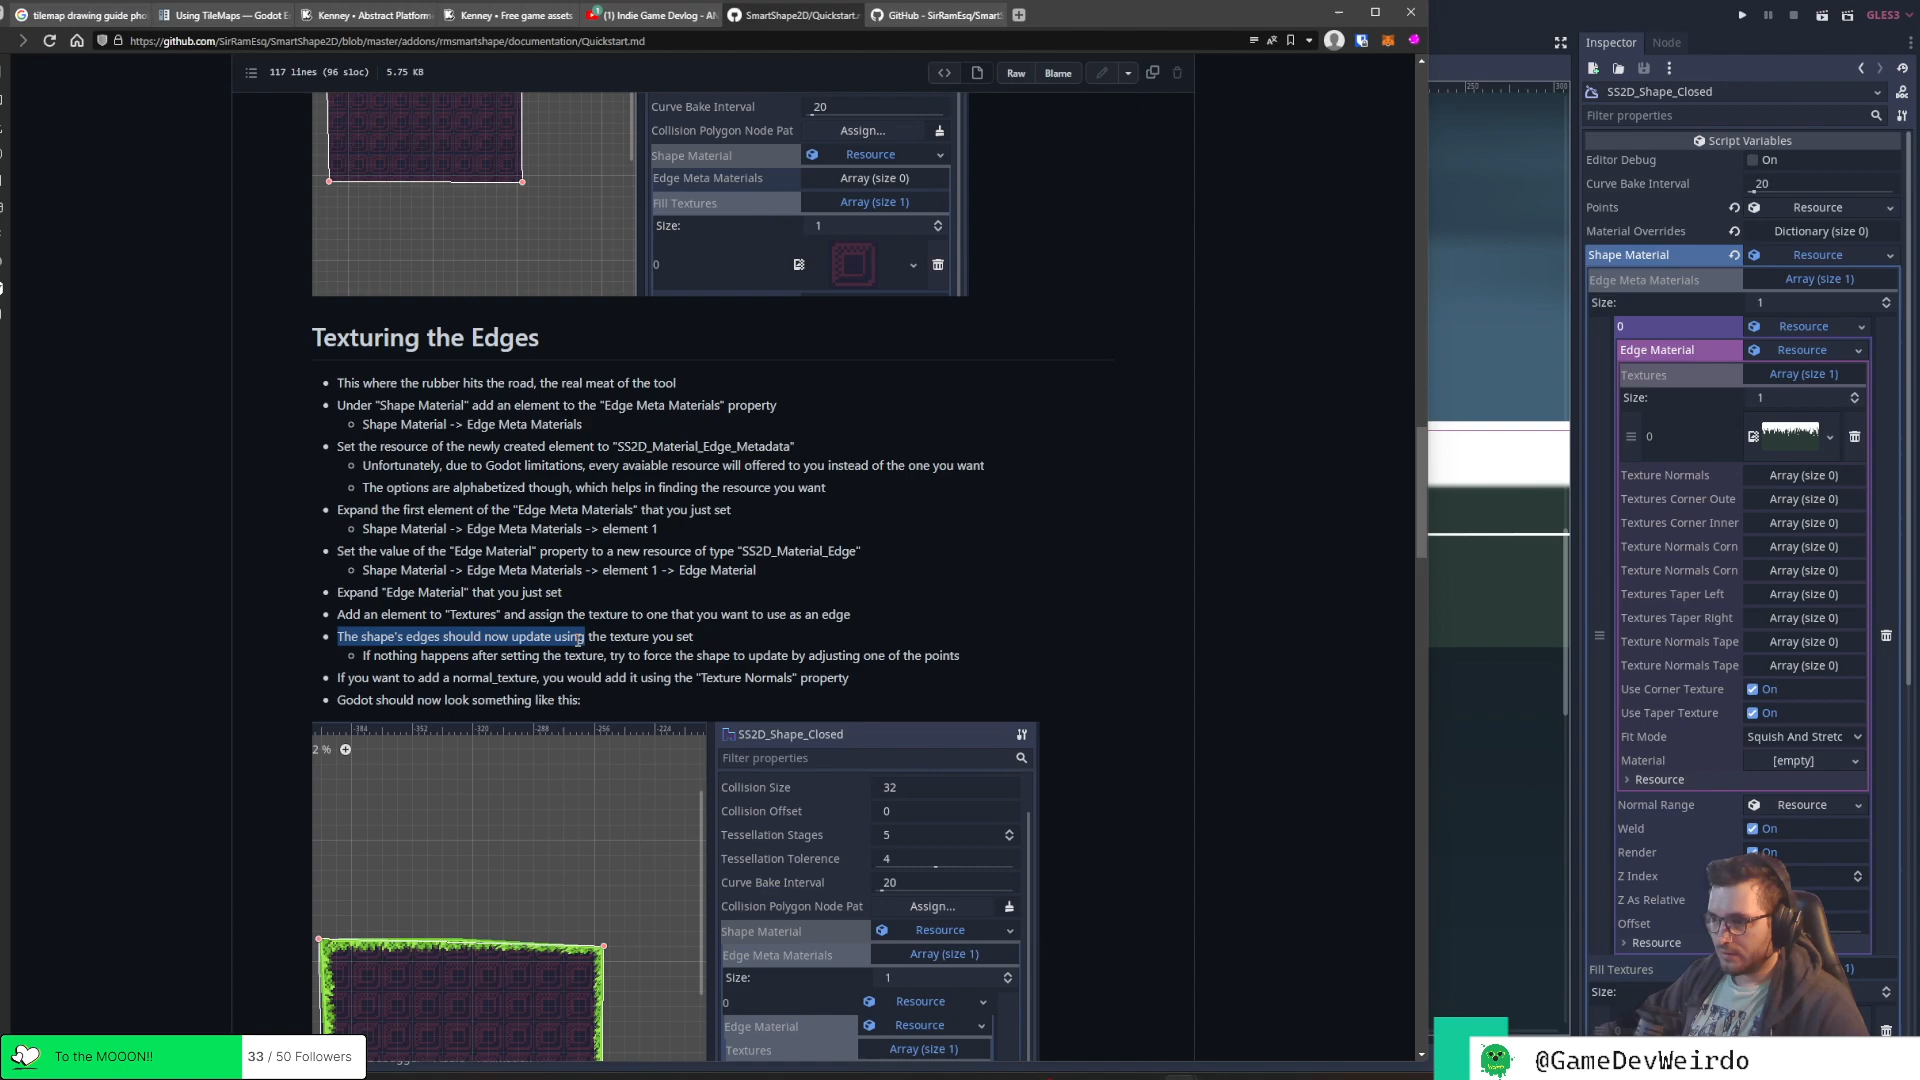 tilemap drawing guide pho
Using TileMaps — Godot E
Kenney • Abstract Platform
Kenney • Free game assets
(1) Indie Game Devlog - Al
SmartShape2D/Quickstart.
GitHub - SirRamEsq/Smart
GLES3
https://github.com/SirRamEsq/SmartShape2D/blob/master/addons/rmsmartshape/documentation/Quickstart.md
117 lines (96 sloc)
5.75 KB
Raw
Blame
Curve Bake Interval
20
Collision Polygon Node Pat
Assign...
Shape Material
Resource
Edge Meta Materials
Array (size 0)
Fill Textures
Array (size 1)
Size:
1
0
Texturing the Edges
This where the rubber hits the road, the real meat of the tool
Under "Shape Material" add an element to the "Edge Meta Materials" property
Shape Material -> Edge Meta Materials
Set the resource of the newly created element to "SS2D_Material_Edge_Metadata"
Unfortunately, due to Godot limitations, every avaiable resource will offered to you instead of the one you want
The options are alphabetized though, which helps in finding the resource you want
Expand the first element of the "Edge Meta Materials" that you just set
Shape Material -> Edge Meta Materials -> element 1
Set the value of the "Edge Material" property to a new resource of type "SS2D_Material_Edge"
Shape Material -> Edge Meta Materials -> element 1 -> Edge Material
Expand "Edge Material" that you just set
Add an element to "Textures" and assign the texture to one that you want to use as an edge
The shape's edges should now update using the texture you set
If nothing happens after setting the texture, try to force the shape to update by adjusting one of the points
If you want to add a normal_texture, you would add it using the "Texture Normals" property
Godot should now look something like this:
-384 -352 -320 -288 -256 -224
2 %
SS2D_Shape_Closed
Filter properties
Collision Size
32
Collision Offset
0
Tessellation Stages
5
Tessellation Tolerance
4
Curve Bake Interval
20
Collision Polygon Node Pat
Assign...
Shape Material
Resource
Edge Meta Materials
Array (size 1)
Size:
1
0
Resource
Edge Material
Resource
Textures
Array (size 1)
250
300
Inspector
Node
SS2D_Shape_Closed
Filter properties
Script Variables
Editor Debug
On
Curve Bake Interval
20
Points
Resource
Material Overrides
Dictionary (size 0)
Shape Material
Resource
Edge Meta Materials
Array (size 1)
Size:
1
0
Resource
Edge Material
Resource
Textures
Array (size 1)
Size:
1
0
Texture Normals
Array (size 0)
Textures Corner Oute
Array (size 0)
Textures Corner Inner
Array (size 0)
Texture Normals Corn
Array (size 0)
Texture Normals Corn
Array (size 0)
Textures Taper Left
Array (size 0)
Textures Taper Right
Array (size 0)
Texture Normals Tape
Array (size 0)
Texture Normals Tape
Array (size 0)
Use Corner Texture
On
Use Taper Texture
On
Fit Mode
Squish And Stretc
Material
[empty]
Resource
Normal Range
Resource
Weld
On
Render
On
Z Index
Z As Relative
Offset
Resource
Fill Textures
1)
Size:
To the MOOON!!
33 / 50 Followers
@GameDevWeirdo